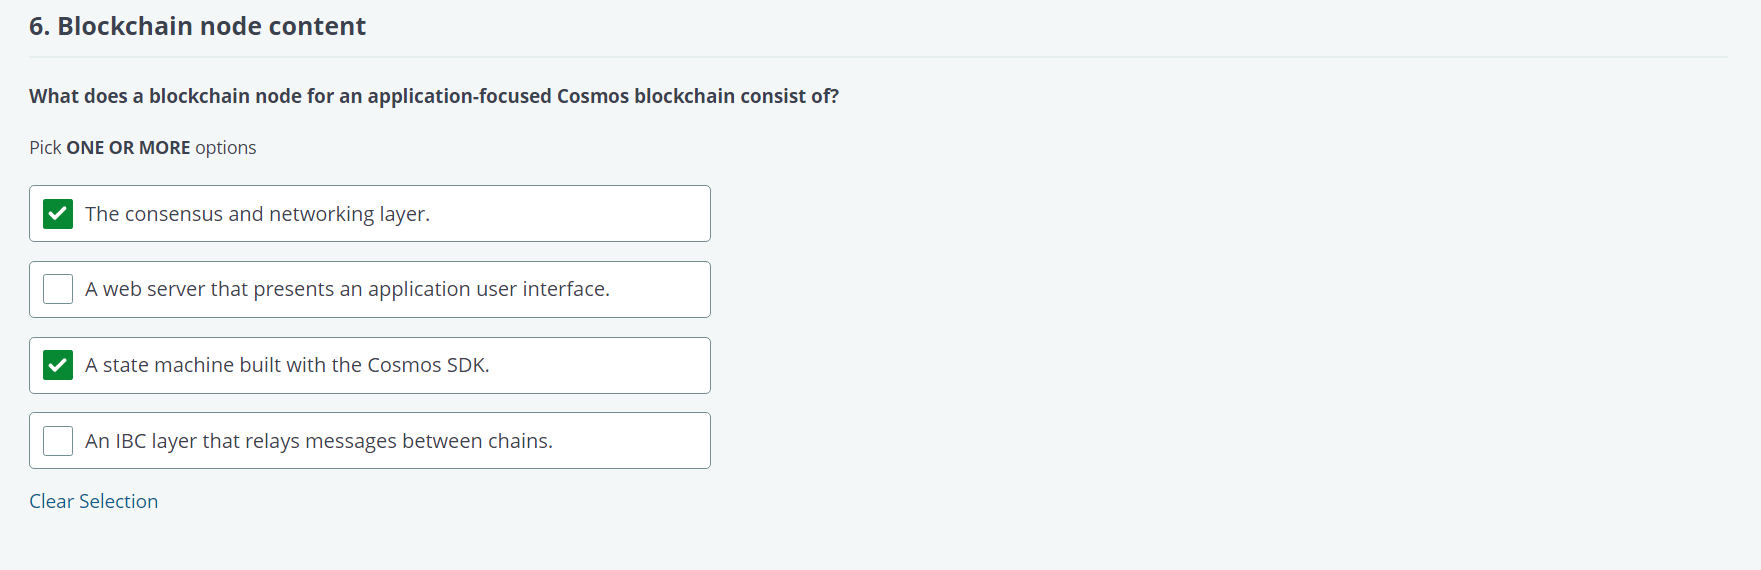 6. Blockchain node content
What does a blockchain node for an application-focused Cosmos blockchain consist of?
Pick ONE OR MORE options
The consensus and networking layer.
A web server that presents an application user interface.
A state machine built with the Cosmos SDK.
An IBC layer that relays messages between chains.
Clear Selection